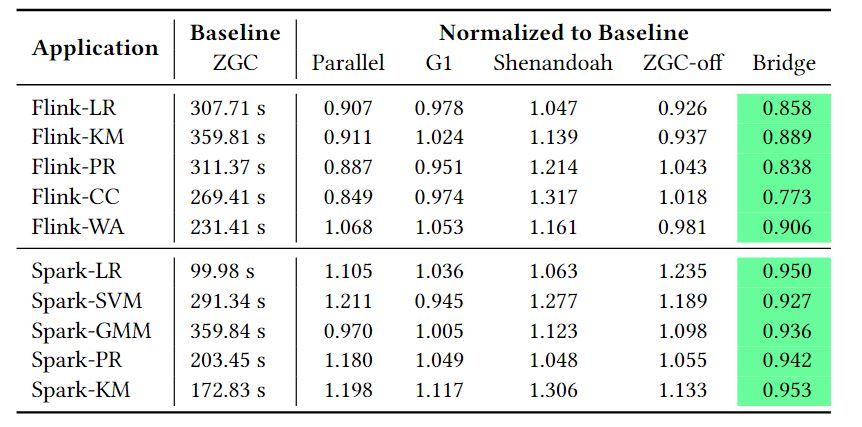 Application Baseline Normalized to Baseline
ZGC Parallel G1 Shenandoah ZGC-off Bridge
Flink-LR 307.71 s 0.907 0.978 1.047 0.926 0.858
Flink-KM 359.81 s 0.911 1.024 1.139 0.937 0.889
Flink-PR 311.37 s 0.887 0.951 1.214 1.043 0.838
Flink-CC 269.41 s 0.849 0.974 1.317 1.018 0.773
Flink-WA 231.41 s 1.068 1.053 1.161 0.981 0.906
Spark-LR 99.98 s 1.105 1.036 1.063 1.235 0.950
Spark-SVM 291.34 s 1.211 0.945 1.277 1.189 0.927
Spark-GMM 359.84 s 0.970 1.005 1.123 1.098 0.936
Spark-PR 203.45 s 1.180 1.049 1.048 1.055 0.942
Spark-KM 172.83 s 1.198 1.117 1.306 1.133 0.953